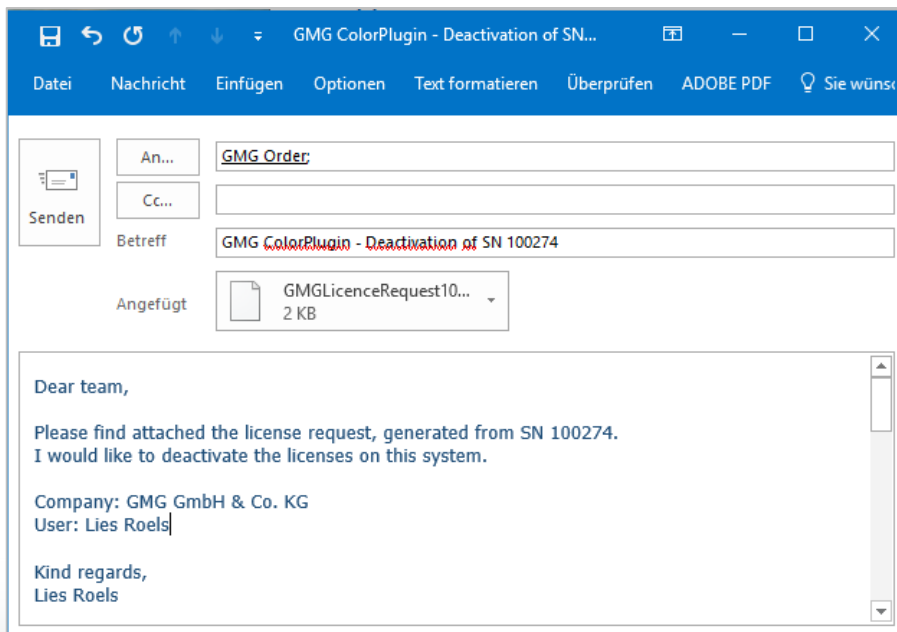 GMG ColorPlugin - Deactivation of SN...
Datei Nachricht Einfügen Optionen Text formatieren Überprüfen ADOBE PDF Sie wünsc
Senden
An...
GMG Order;
Cc...
Betreff
GMG ColorPlugin - Deactivation of SN 100274
Angefügt
GMGLicenceRequest10...
2 KB
Dear team,
Please find attached the license request, generated from SN 100274.
I would like to deactivate the licenses on this system.
Company: GMG GmbH & Co. KG
User: Lies Roels
Kind regards,
Lies Roels